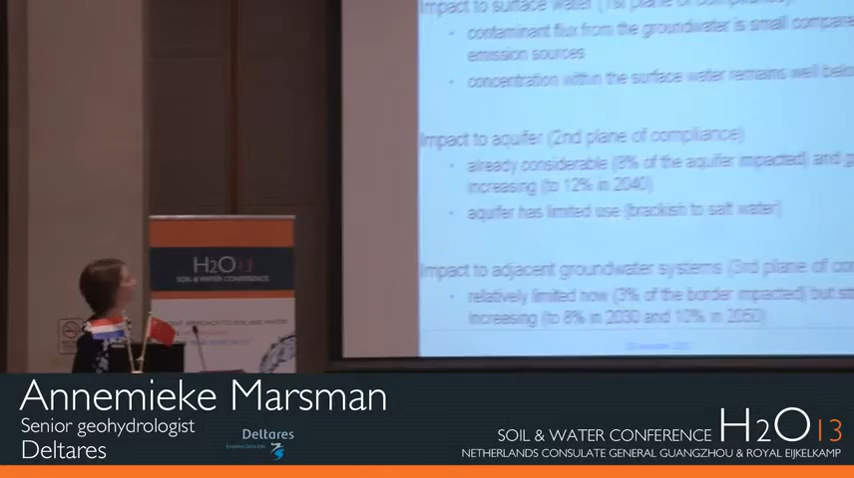 Impact to surface water (1st plane of compliance)
contaminant flux from the groundwater is small
emission sources
concentration within the surface water remains well
Impact to aquifer (2nd plane of compliance)
already considerable (8% of the aquifer impacted) and
increasing (to 12% in 2040)
aquifer has limited use (brackish to salt water)
Impact to adjacent groundwater systems (3rd plane of
relatively limited now (3% of the border impacted) but
increasing (to 8% in 2030 and 10% in 2050)
H2O13
SOIL & WATER CONFERENCE
Annemieke Marsman
Senior geohydrologist
Deltares
Deltares
SOIL & WATER CONFERENCE H2O13
NETHERLANDS CONSULATE GENERAL GUANGZHOU & ROYAL EIJKELKAMP